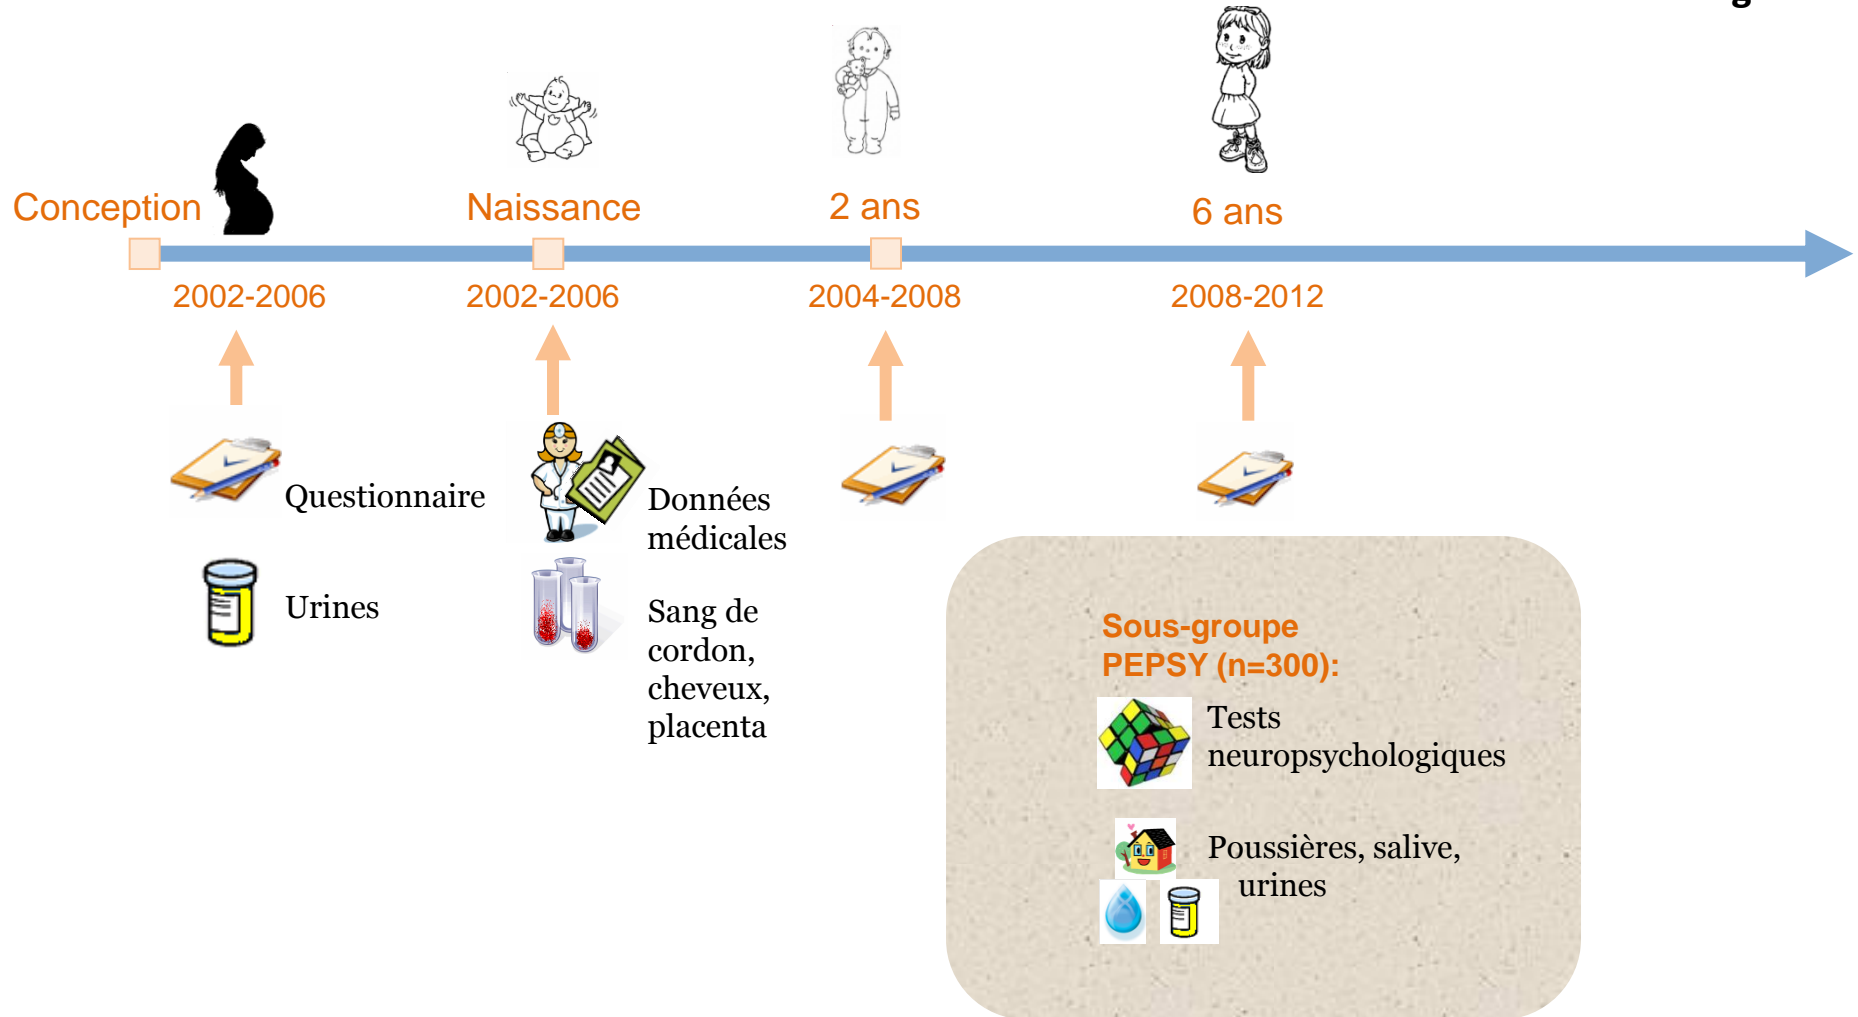 Conception
Naissance
2 ans
6 ans
2002-2006
2002-2006
2004-2008
2008-2012
Questionnaire
Données
médicales
Urines
Sang de
cordon,
cheveux,
placenta
Sous-groupe
PEPSY (n=300):
Tests
neuropsychologiques
Poussières, salive,
urines